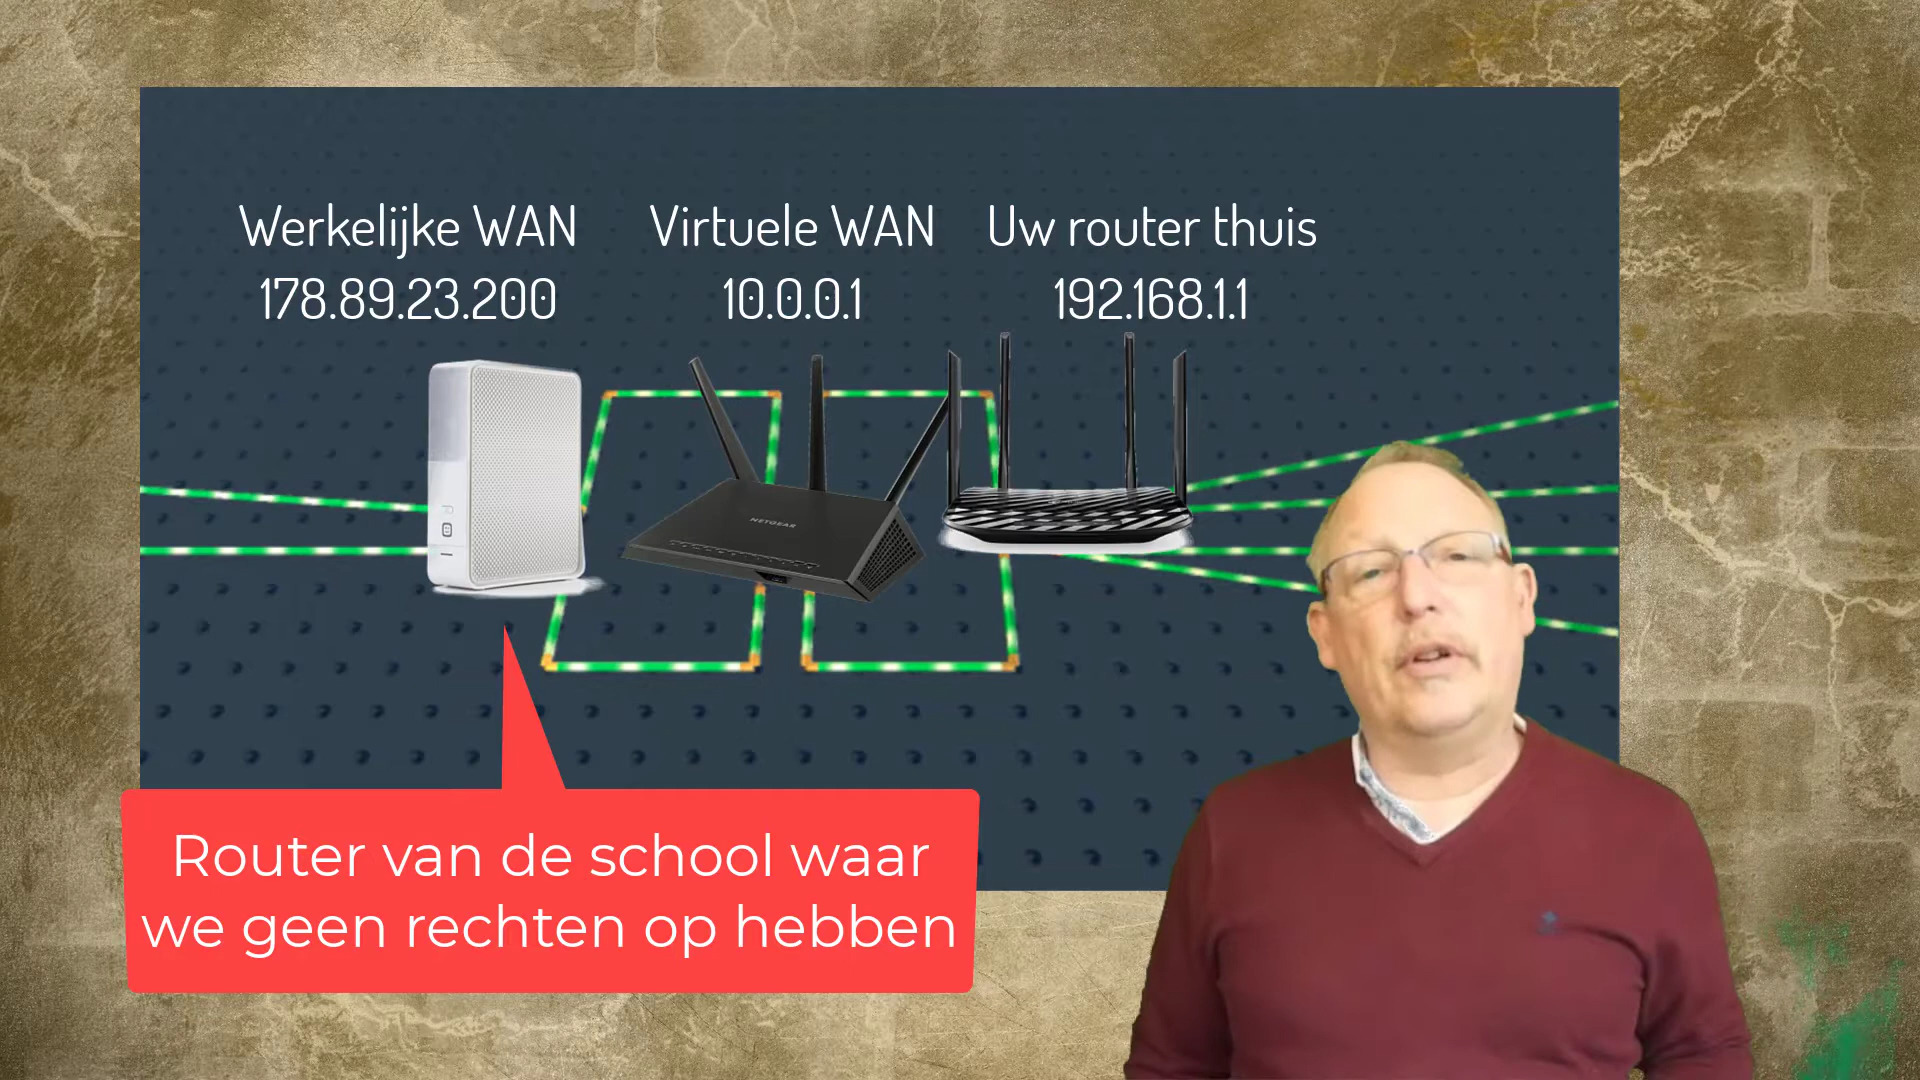 Werkelijke WAN
178.89.23.200
Virtuele WAN
10.0.0.1
Uw router thuis
192.168.1.1
NETGEAR
Router van de school waar
we geen rechten op hebben